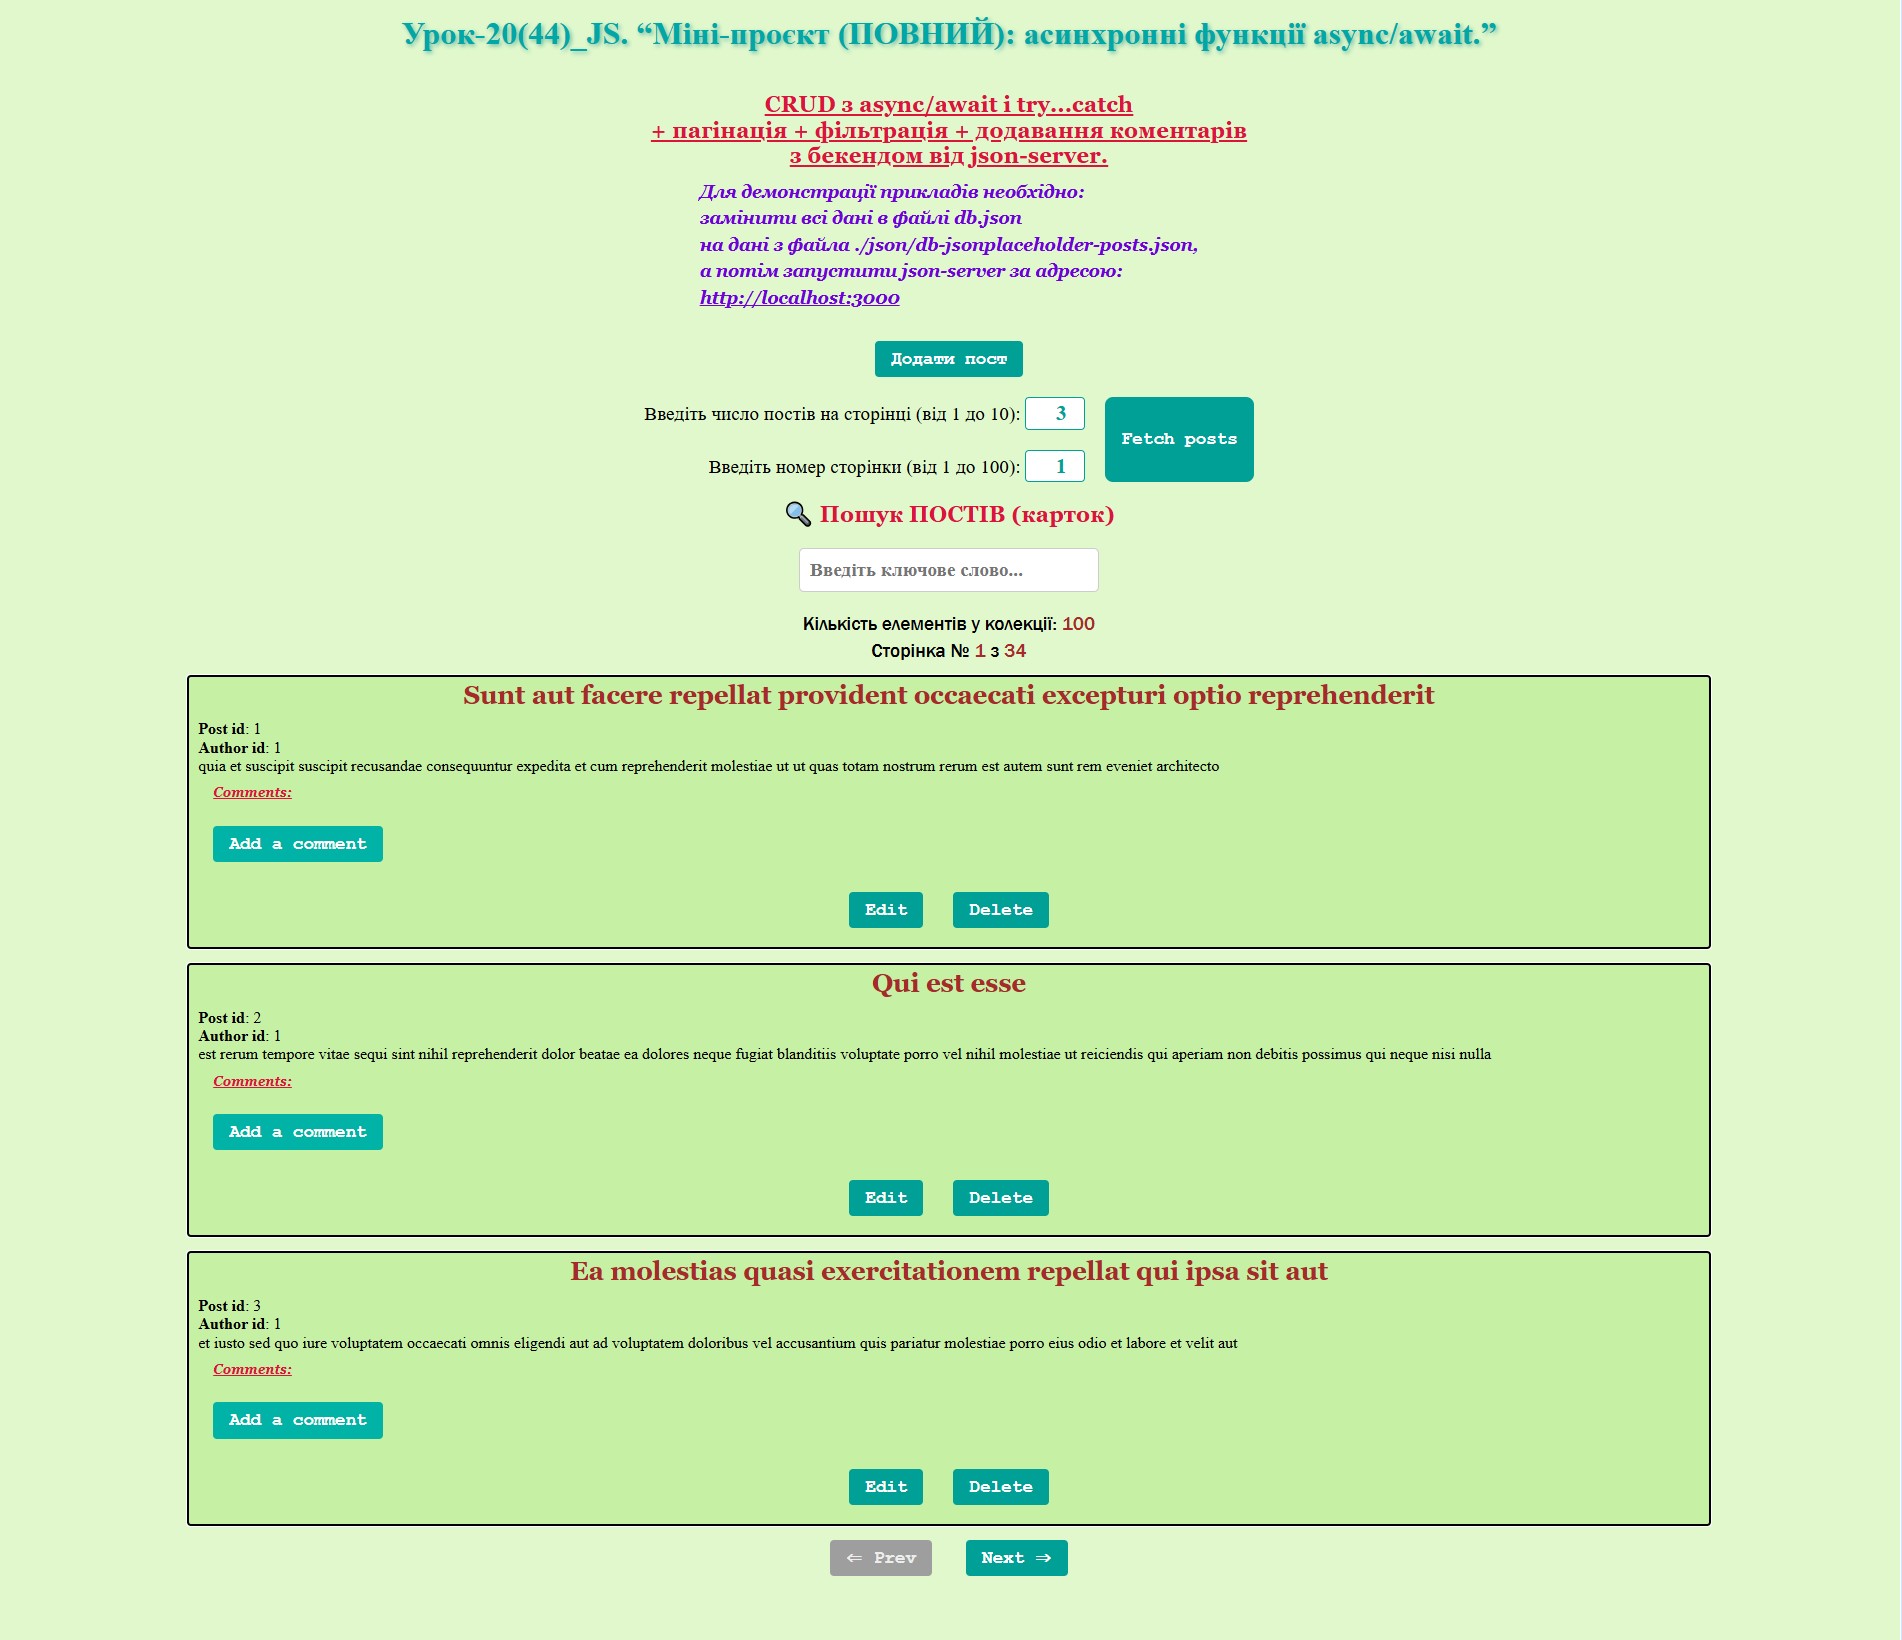 Урок-20(44)_JS. “Міні-проєкт (ПОВНИЙ): асинхронні функції async/await.”
CRUD з async/await і try...catch
+ пагінація + фільтрація + додавання коментарів
з бекендом від json-server.
Для демонстрації прикладів необхідно:
замінити всі дані в файлі db.json
на дані з файла ./json/db-jsonplaceholder-posts.json,
а потім запустити json-server за адресою:
http://localhost:3000
Додати пост
Введіть число постів на сторінці (від 1 до 10): 3
Fetch posts
Введіть номер сторінки (від 1 до 100): 1
🔍 Пошук ПОСТІВ (карток)
Введіть ключове слово...
Кількість елементів у колекції: 100
Сторінка № 1 з 34
Sunt aut facere repellat provident occaecati excepturi optio reprehenderit
Post id: 1
Author id: 1
quia et suscipit suscipit recusandae consequuntur expedita et cum reprehenderit molestiae ut ut quas totam nostrum rerum est autem sunt rem eveniet architecto
Comments:
Add a comment
Edit Delete
Qui est esse
Post id: 2
Author id: 1
est rerum tempore vitae sequi sint nihil reprehenderit dolor beatae ea dolores neque fugiat blanditiis voluptate porro vel nihil molestiae ut reiciendis qui aperiam non debitis possimus qui neque nisi nulla
Comments:
Add a comment
Edit Delete
Ea molestias quasi exercitationem repellat qui ipsa sit aut
Post id: 3
Author id: 1
et iusto sed quo iure voluptatem occaecati omnis eligendi aut ad voluptatem doloribus vel accusantium quis pariatur molestiae porro eius odio et labore et velit aut
Comments:
Add a comment
Edit Delete
⇐ Prev Next ⇒